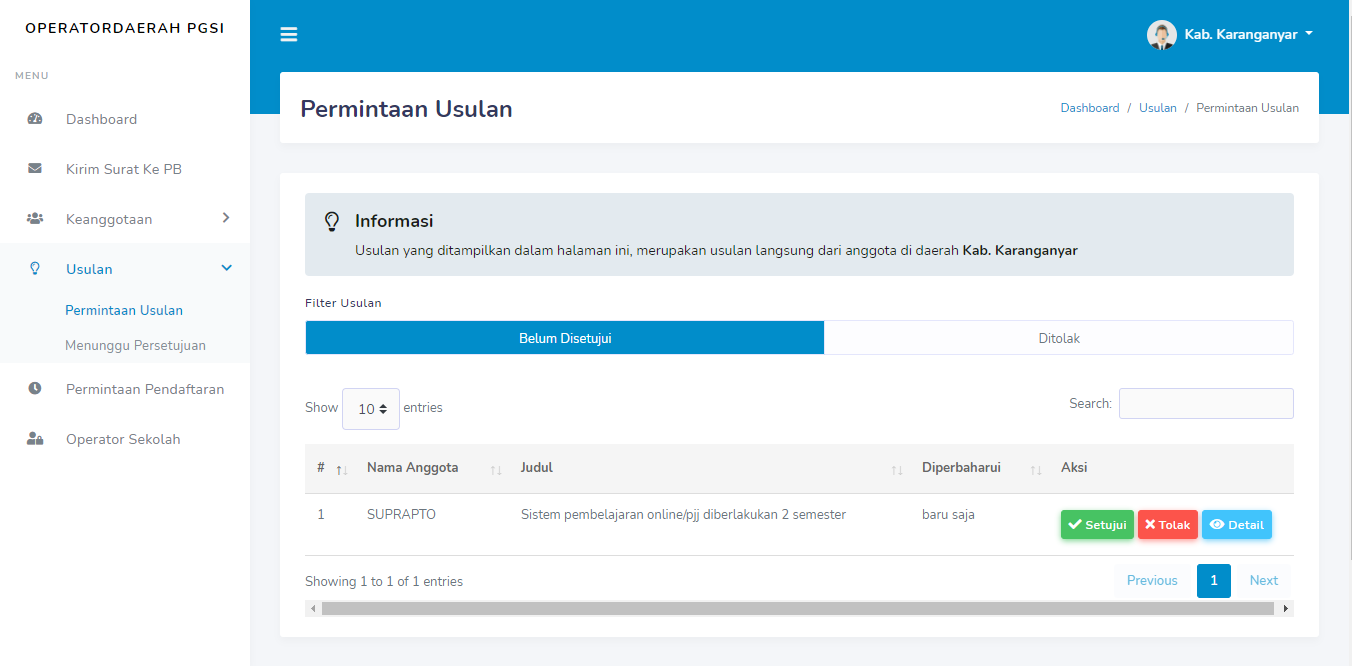 OPERATORDAERAH PGSI
MENU
Dashboard
Kirim Surat Ke PB
Keanggotaan
Usulan
Permintaan Usulan
Menunggu Persetujuan
Permintaan Pendaftaran
Operator Sekolah
Kab. Karanganyar
Permintaan Usulan
Dashboard / Usulan / Permintaan Usulan
Informasi
Usulan yang ditampilkan dalam halaman ini, merupakan usulan langsung dari anggota di daerah Kab. Karanganyar
Filter Usulan
Belum Disetujui Ditolak
Show 10 entries Search:
# Nama Anggota Judul Diperbaharui Aksi
1 SUPRAPTO Sistem pembelajaran online/pjj diberlakukan 2 semester baru saja Setujui Tolak Detail
Showing 1 to 1 of 1 entries Previous 1 Next